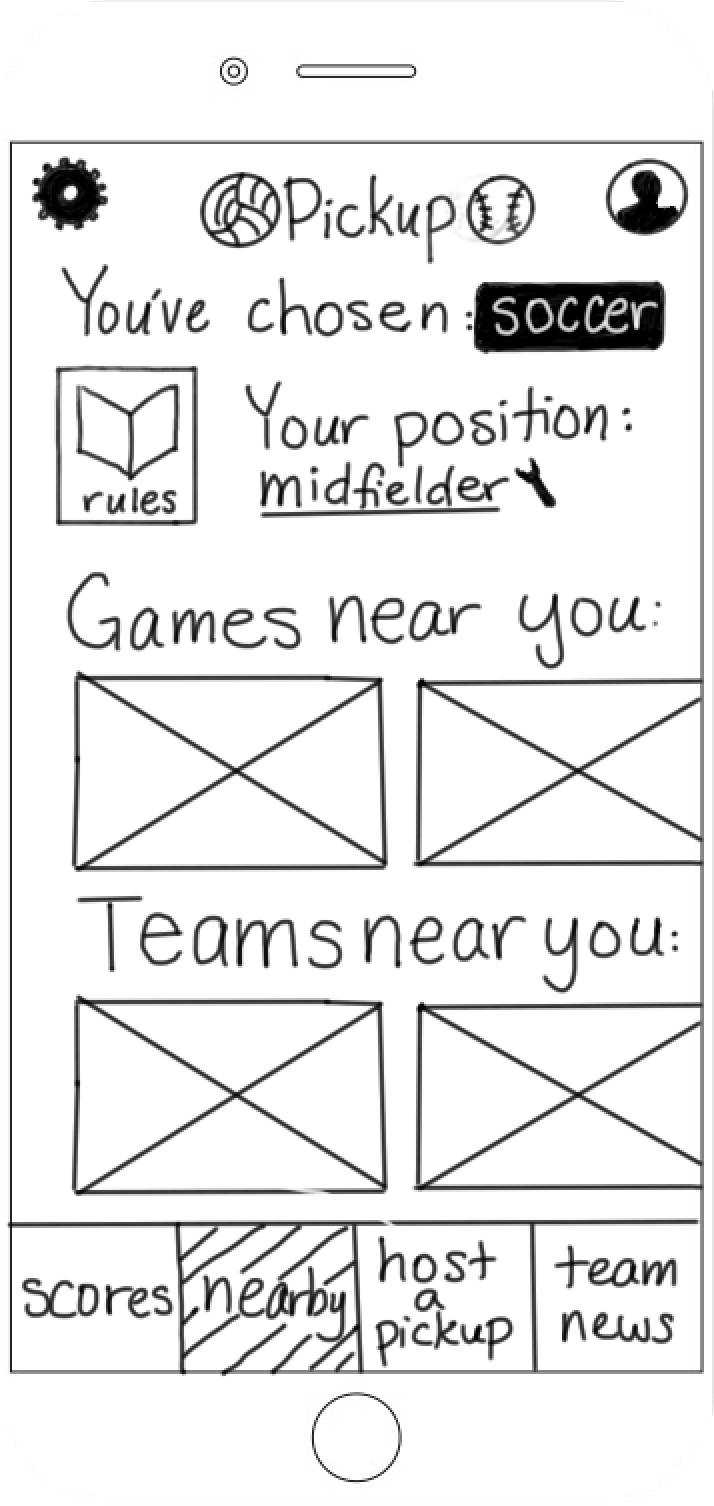 Pickup
You've chosen: soccer
Your position:
midfielder
rules
Games near you:
Teams near you:
scores
nearby
host
a
pickup
team
news